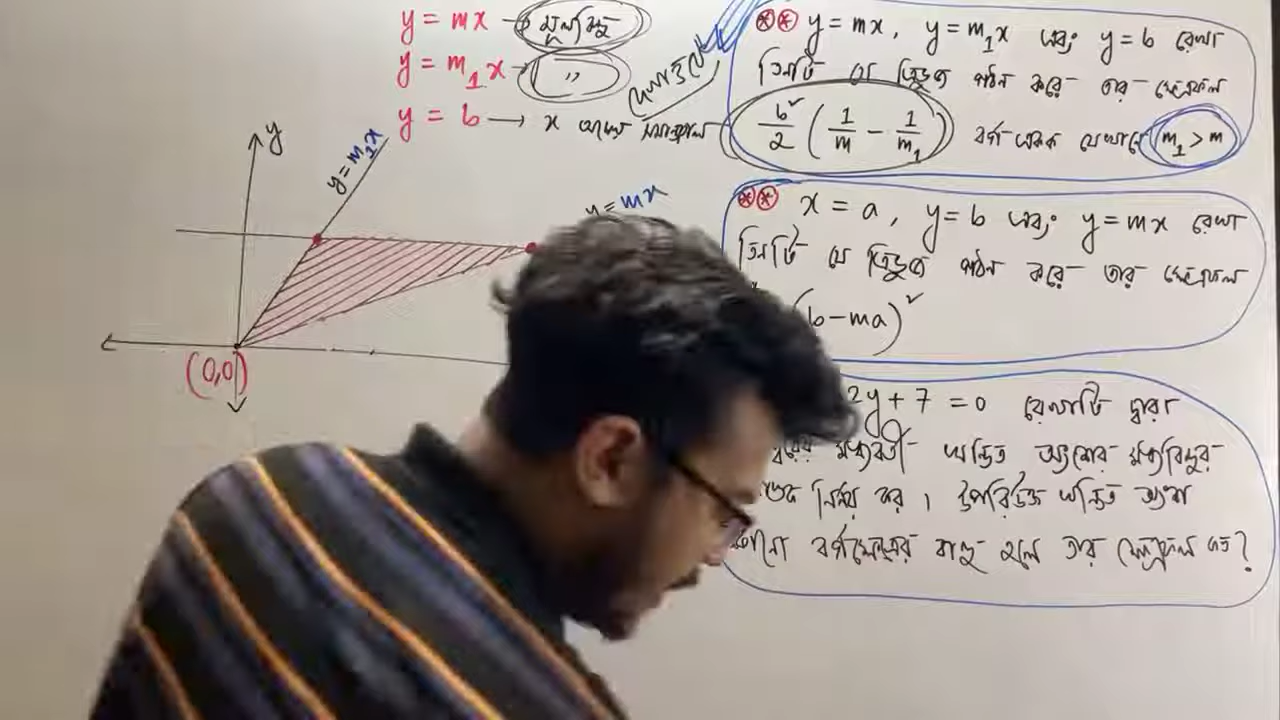 y = mx → মূলবিন্দু
y = m₁x → "
y = b → x অক্ষের সমান্তরাল
y
y = m₁x
y = mx
(0,0)
y = mx, y = m₁x এবং y = b রেখা
তিনটি যে ত্রিভুজ গঠন করে তার ক্ষেত্রফল
b²/2 (1/m − 1/m₁) বর্গ একক যেখানে m₁ > m
x = a, y = b এবং y = mx রেখা
তিনটি যে ত্রিভুজ গঠন করে তার ক্ষেত্রফল
(b − ma)²
2y + 7 = 0 রেখাটি দ্বারা
মধ্যবর্তী খন্ডিত অংশের মধ্যবিন্দুর
নির্ণয় কর। উপরিউক্ত খন্ডিত অংশ
কোনো বর্গক্ষেত্রের বাহু হলে তার ক্ষেত্রফল কত?